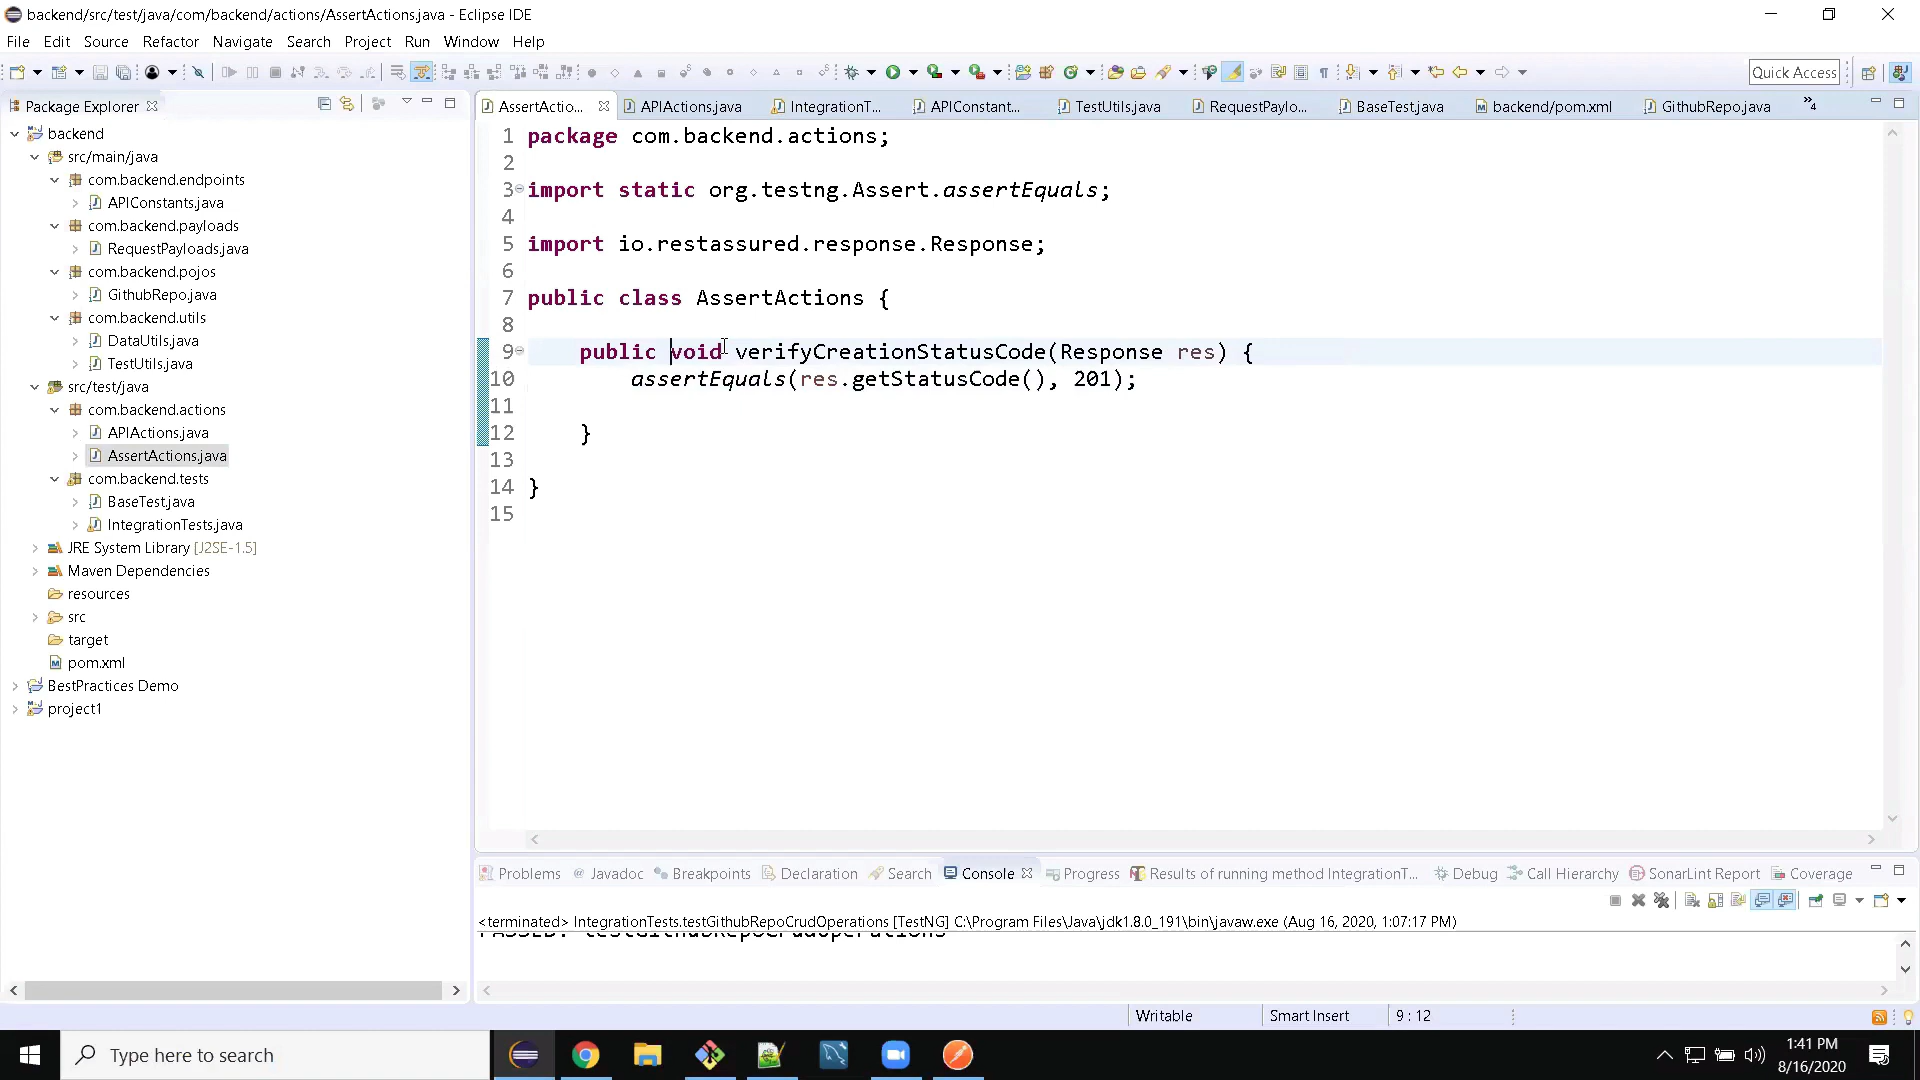 backend/src/test/java/com/backend/actions/AssertActions.java - Eclipse IDE
File Edit Source Refactor Navigate Search Project Run Window Help
Quick Access
Package Explorer
backend
src/main/java
com.backend.endpoints
APIConstants.java
com.backend.payloads
RequestPayloads.java
com.backend.pojos
GithubRepo.java
com.backend.utils
DataUtils.java
TestUtils.java
src/test/java
com.backend.actions
APIActions.java
AssertActions.java
com.backend.tests
BaseTest.java
IntegrationTests.java
JRE System Library [J2SE-1.5]
Maven Dependencies
resources
src
target
pom.xml
BestPractices Demo
project1
AssertActio... APIActions.java IntegrationT... APIConstant... TestUtils.java RequestPaylo... BaseTest.java backend/pom.xml GithubRepo.java »4
1 package com.backend.actions;
2
3 import static org.testng.Assert.assertEquals;
4
5 import io.restassured.response.Response;
6
7 public class AssertActions {
8
9 public void verifyCreationStatusCode(Response res) {
10 assertEquals(res.getStatusCode(), 201);
11
12 }
13
14 }
15
Problems @ Javadoc Breakpoints Declaration Search Console Progress Results of running method IntegrationT... Debug Call Hierarchy SonarLint Report Coverage
<terminated> IntegrationTests.testGithubRepoCrudOperations [TestNG] C:\Program Files\Java\jdk1.8.0_191\bin\javaw.exe (Aug 16, 2020, 1:07:17 PM)
PASSED: testGithubRepoCrudOperations
Writable Smart Insert 9 : 12
Type here to search
1:41 PM
8/16/2020